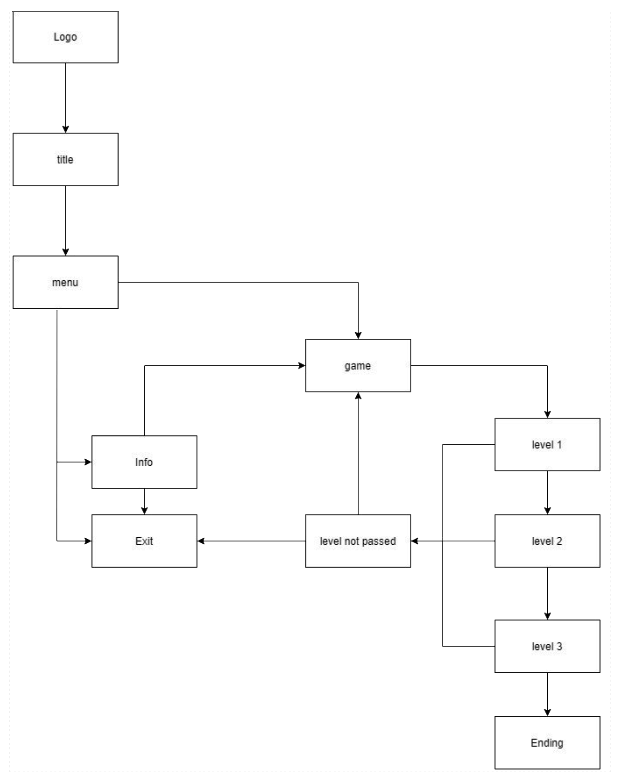 Logo
title
menu
game
Info
level 1
Exit
level not passed
level 2
level 3
Ending